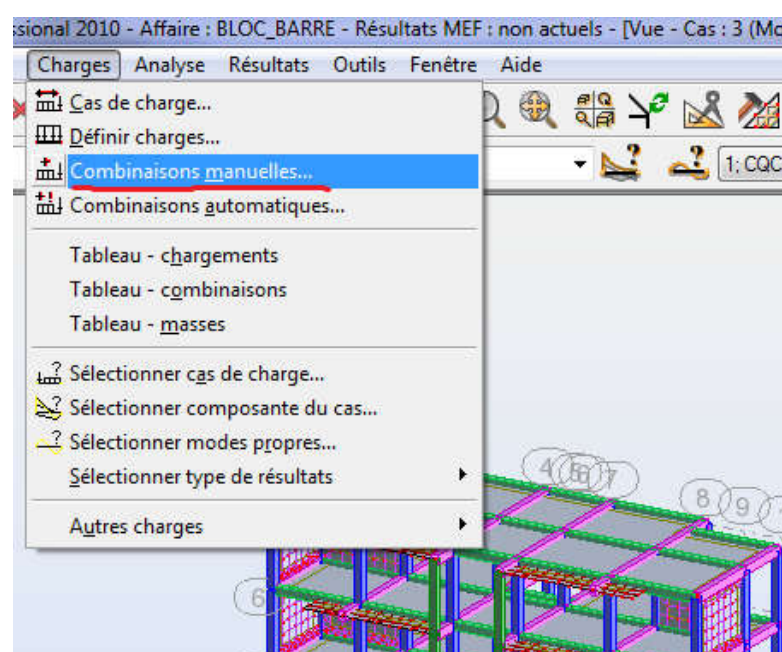 ssional 2010 - Affaire : BLOC_BARRE - Résultats MEF : non actuels - [Vue - Cas : 3 (Mo
Charges Analyse Résultats Outils Fenêtre Aide
Cas de charge...
Définir charges...
Combinaisons manuelles...
1; CQC
Combinaisons automatiques...
Tableau - chargements
Tableau - combinaisons
Tableau - masses
Sélectionner cas de charge...
Sélectionner composante du cas...
Sélectionner modes propres...
Sélectionner type de résultats
Autres charges
4 5 6 7
8 9
6